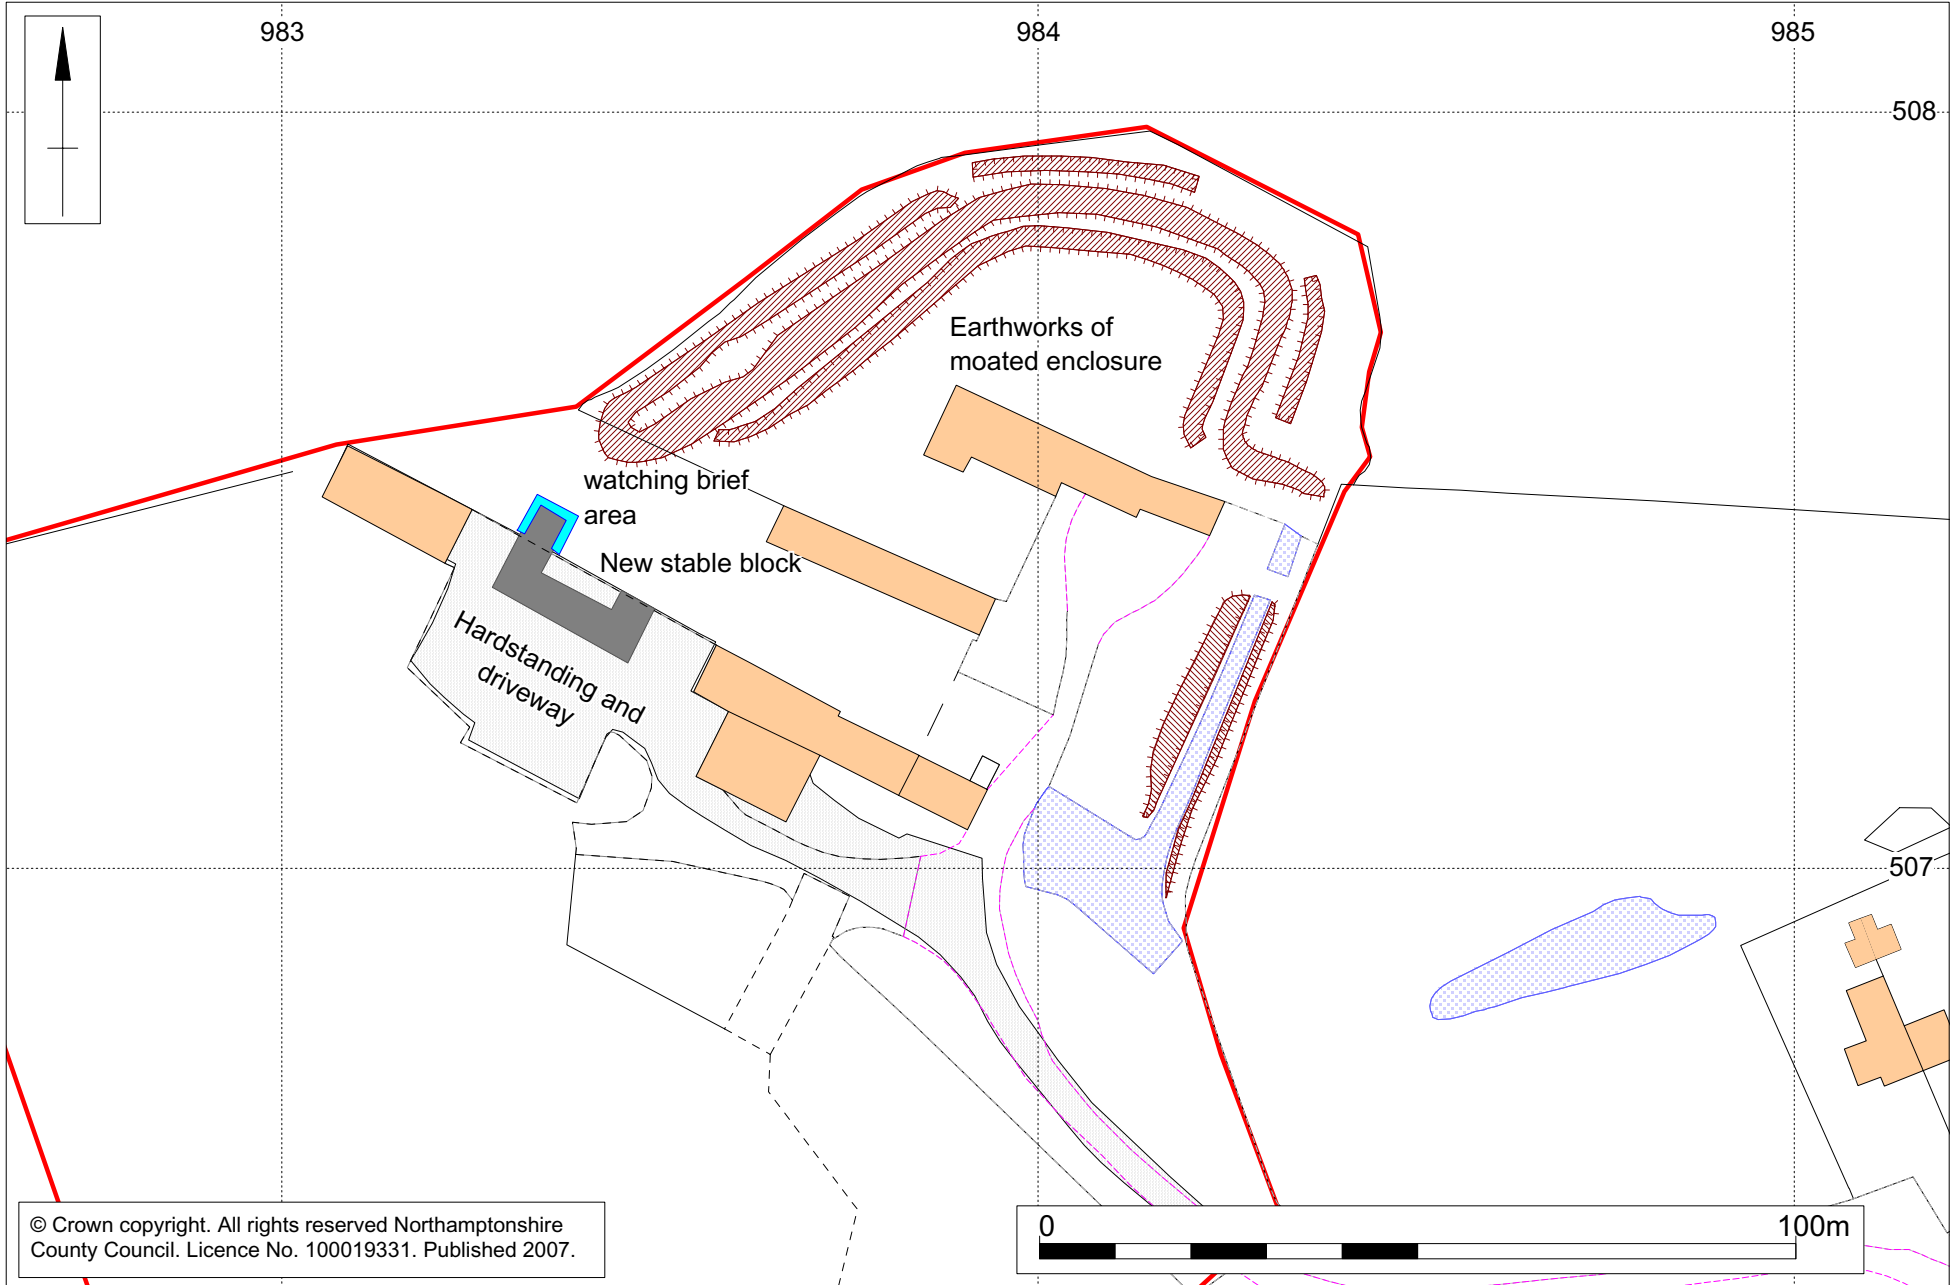 983
984
985
508
Earthworks of
moated enclosure
watching brief
area
New stable block
Hardstanding and
driveway
507
© Crown copyright. All rights reserved Northamptonshire
County Council. Licence No. 100019331. Published 2007.
0
100m